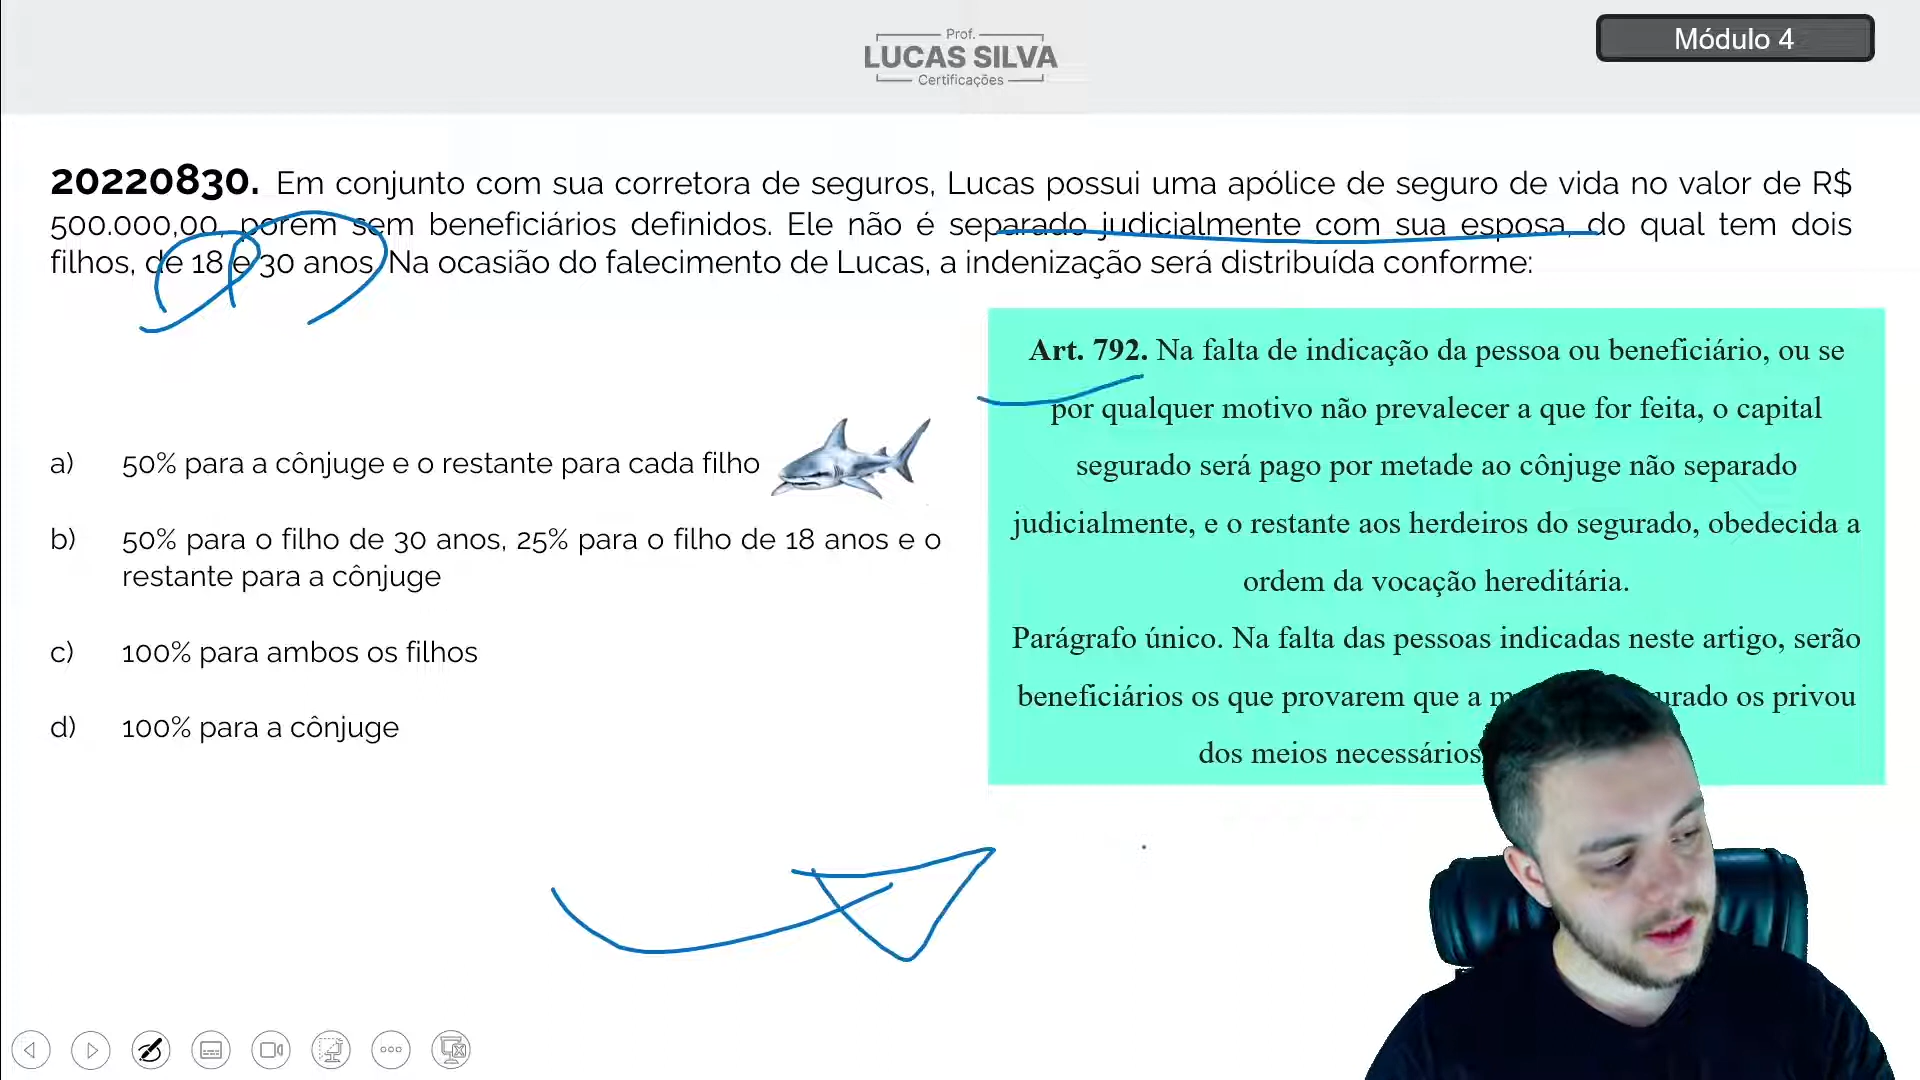 Prof.
LUCAS SILVA
Certificações
Módulo 4
20220830. Em conjunto com sua corretora de seguros, Lucas possui uma apólice de seguro de vida no valor de R$
500.000,00, porém sem beneficiários definidos. Ele não é separado judicialmente com sua esposa, do qual tem dois
filhos, de 18 e 30 anos. Na ocasião do falecimento de Lucas, a indenização será distribuída conforme:
a) 50% para a cônjuge e o restante para cada filho
b) 50% para o filho de 30 anos, 25% para o filho de 18 anos e o
restante para a cônjuge
c) 100% para ambos os filhos
d) 100% para a cônjuge
Art. 792. Na falta de indicação da pessoa ou beneficiário, ou se
por qualquer motivo não prevalecer a que for feita, o capital
segurado será pago por metade ao cônjuge não separado
judicialmente, e o restante aos herdeiros do segurado, obedecida a
ordem da vocação hereditária.
Parágrafo único. Na falta das pessoas indicadas neste artigo, serão
beneficiários os que provarem que a os privou
dos meios necessários